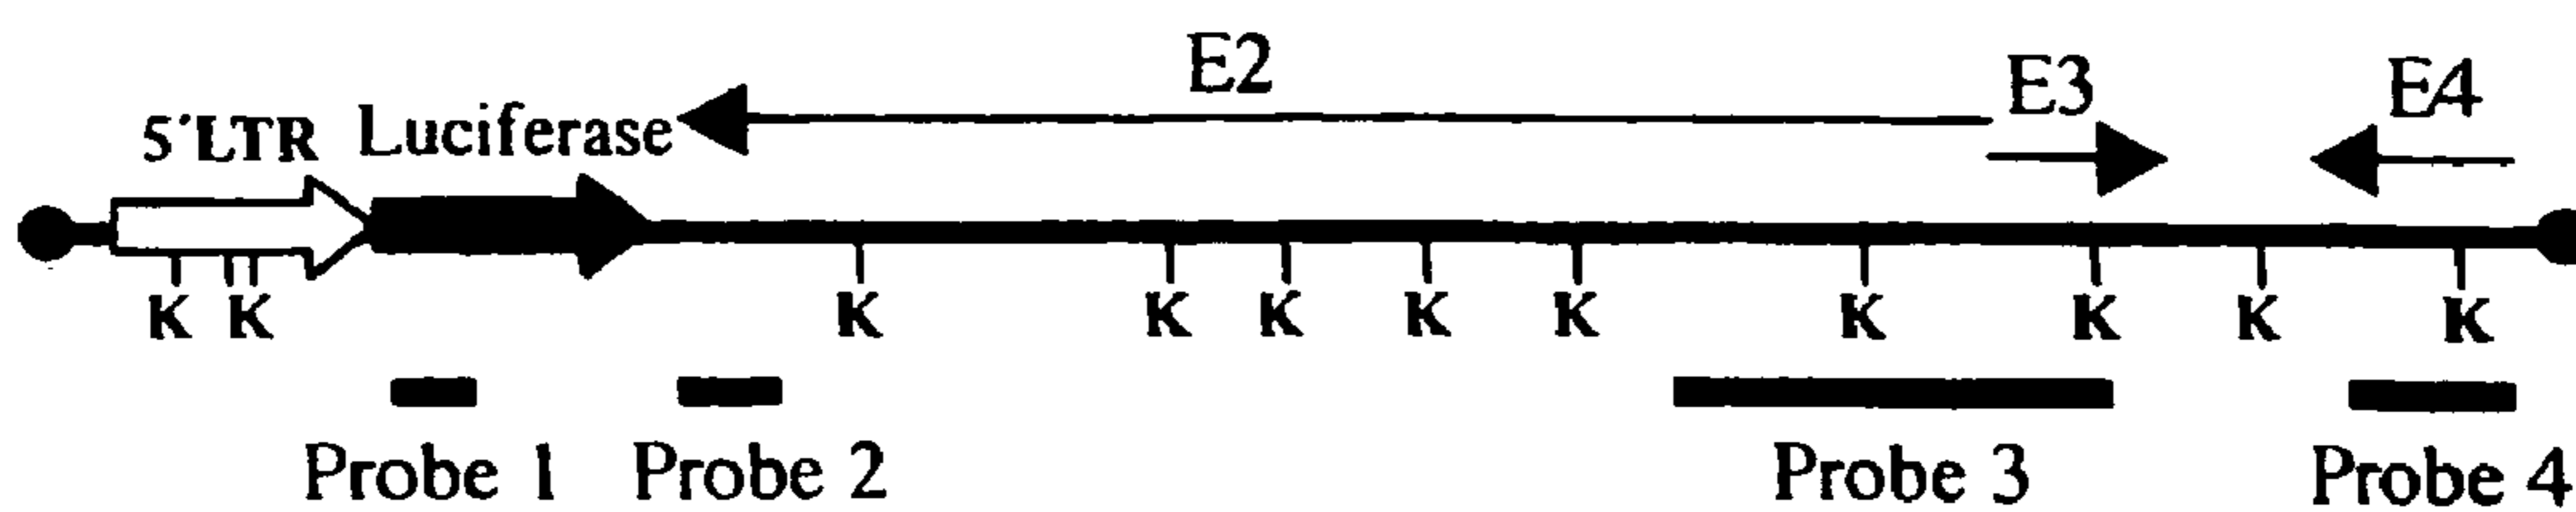 E2
E3
E4
5´LTR
Luciferase
K K K K K K K K K K K
Probe 1 Probe 2 Probe 3 Probe 4